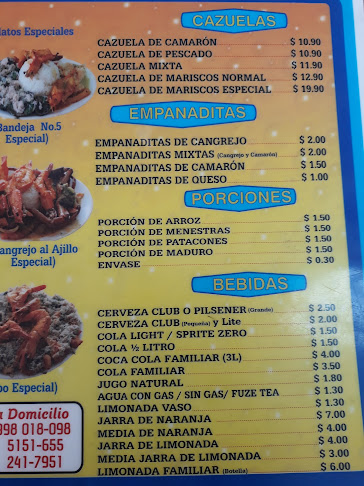 latos Especiales
Bandeja No.5
Especial)
Cangrejo al Ajillo
Especial)
po Especial)
a Domicilio
998 018-098
5151-655
241-7951
CAZUELAS
CAZUELA DE CAMARÓN $ 10.90
CAZUELA DE PESCADO $ 10.90
CAZUELA MIXTA $ 11.90
CAZUELA DE MARISCOS NORMAL $ 12.90
CAZUELA DE MARISCOS ESPECIAL $ 19.90
EMPANADITAS
EMPANADITAS DE CANGREJO $ 2.00
EMPANADITAS MIXTAS (Cangrejo y Camarón) $ 2.00
EMPANADITAS DE CAMARÓN $ 1.50
EMPANADITAS DE QUESO $ 1.00
PORCIONES
PORCIÓN DE ARROZ $ 1.50
PORCIÓN DE MENESTRAS $ 1.50
PORCIÓN DE PATACONES $ 1.50
PORCIÓN DE MADURO $ 1.50
ENVASE $ 0.30
BEBIDAS
CERVEZA CLUB O PILSENER (Grande) $ 2.50
CERVEZA CLUB (Pequeña) y Lite $ 2.00
COLA LIGHT / SPRITE ZERO $ 1.50
COLA ½ LITRO $ 1.50
COCA COLA FAMILIAR (3L) $ 4.00
COLA FAMILIAR $ 3.50
JUGO NATURAL $ 1.80
AGUA CON GAS / SIN GAS/ FUZE TEA $ 1.30
LIMONADA VASO $ 1.30
JARRA DE NARANJA $ 7.00
MEDIA DE NARANJA $ 4.00
JARRA DE LIMONADA $ 4.00
MEDIA JARRA DE LIMONADA $ 3.00
LIMONADA FAMILIAR (Botella) $ 6.00